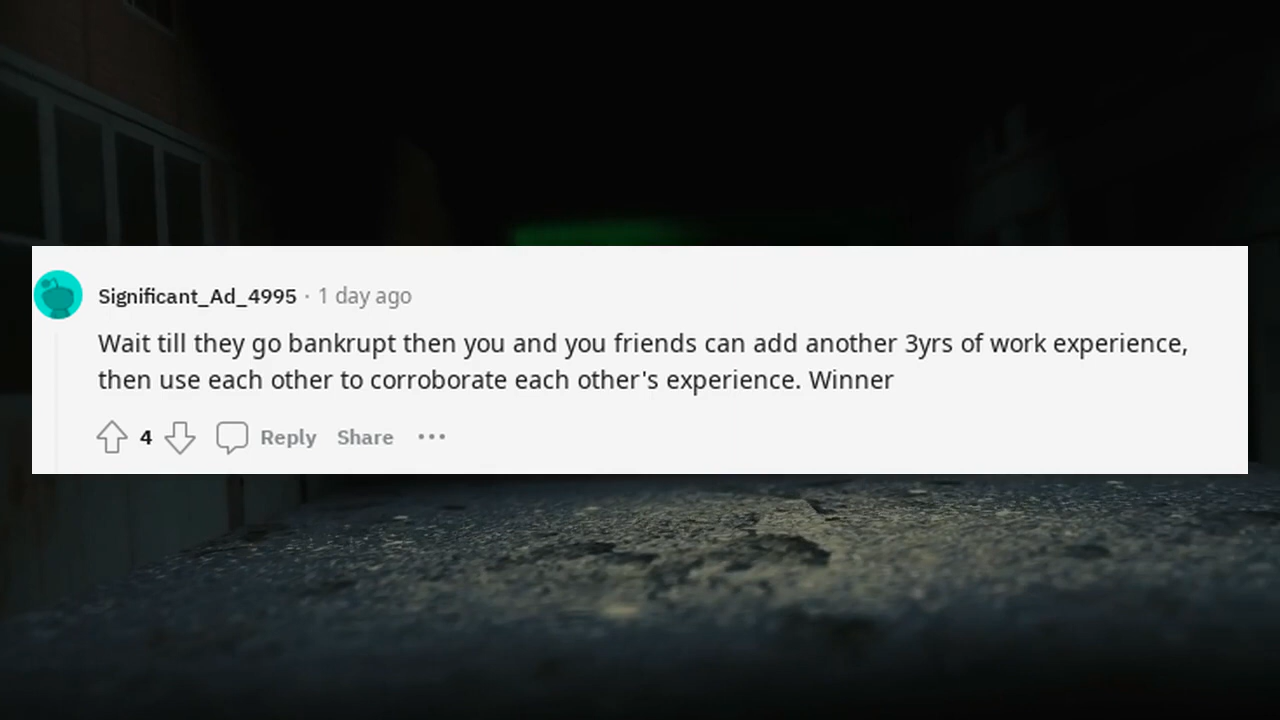 Significant_Ad_4995 · 1 day ago
Wait till they go bankrupt then you and you friends can add another 3yrs of work experience,
then use each other to corroborate each other's experience. Winner
4 Reply Share •••